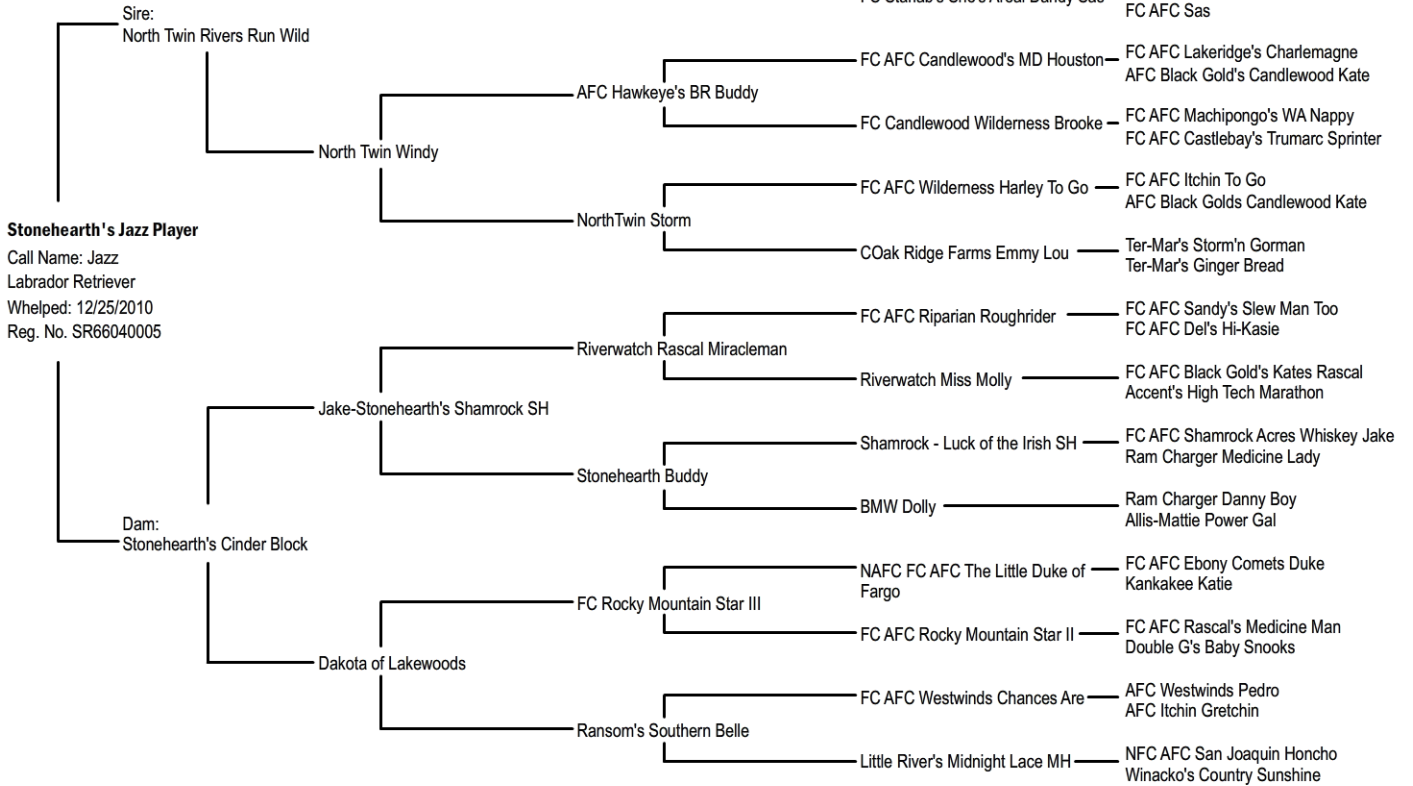 FC AFC Sas
Sire:
North Twin Rivers Run Wild
FC AFC Candlewood's MD Houston
FC AFC Lakeridge's Charlemagne
AFC Black Gold's Candlewood Kate
AFC Hawkeye's BR Buddy
FC Candlewood Wilderness Brooke
FC AFC Machipongo's WA Nappy
FC AFC Castlebay's Trumarc Sprinter
North Twin Windy
FC AFC Wilderness Harley To Go
FC AFC Itchin To Go
AFC Black Golds Candlewood Kate
NorthTwin Storm
COak Ridge Farms Emmy Lou
Ter-Mar's Storm'n Gorman
Ter-Mar's Ginger Bread
Stonehearth's Jazz Player
Call Name: Jazz
Labrador Retriever
Whelped: 12/25/2010
Reg. No. SR66040005
FC AFC Riparian Roughrider
FC AFC Sandy's Slew Man Too
FC AFC Del's Hi-Kasie
Riverwatch Rascal Miracleman
Riverwatch Miss Molly
FC AFC Black Gold's Kates Rascal
Accent's High Tech Marathon
Jake-Stonehearth's Shamrock SH
Shamrock - Luck of the Irish SH
FC AFC Shamrock Acres Whiskey Jake
Ram Charger Medicine Lady
Stonehearth Buddy
BMW Dolly
Ram Charger Danny Boy
Allis-Mattie Power Gal
Dam:
Stonehearth's Cinder Block
NAFC FC AFC The Little Duke of
Fargo
FC AFC Ebony Comets Duke
Kankakee Katie
FC Rocky Mountain Star III
FC AFC Rocky Mountain Star II
FC AFC Rascal's Medicine Man
Double G's Baby Snooks
Dakota of Lakewoods
FC AFC Westwinds Chances Are
AFC Westwinds Pedro
AFC Itchin Gretchin
Ransom's Southern Belle
Little River's Midnight Lace MH
NFC AFC San Joaquin Honcho
Winacko's Country Sunshine